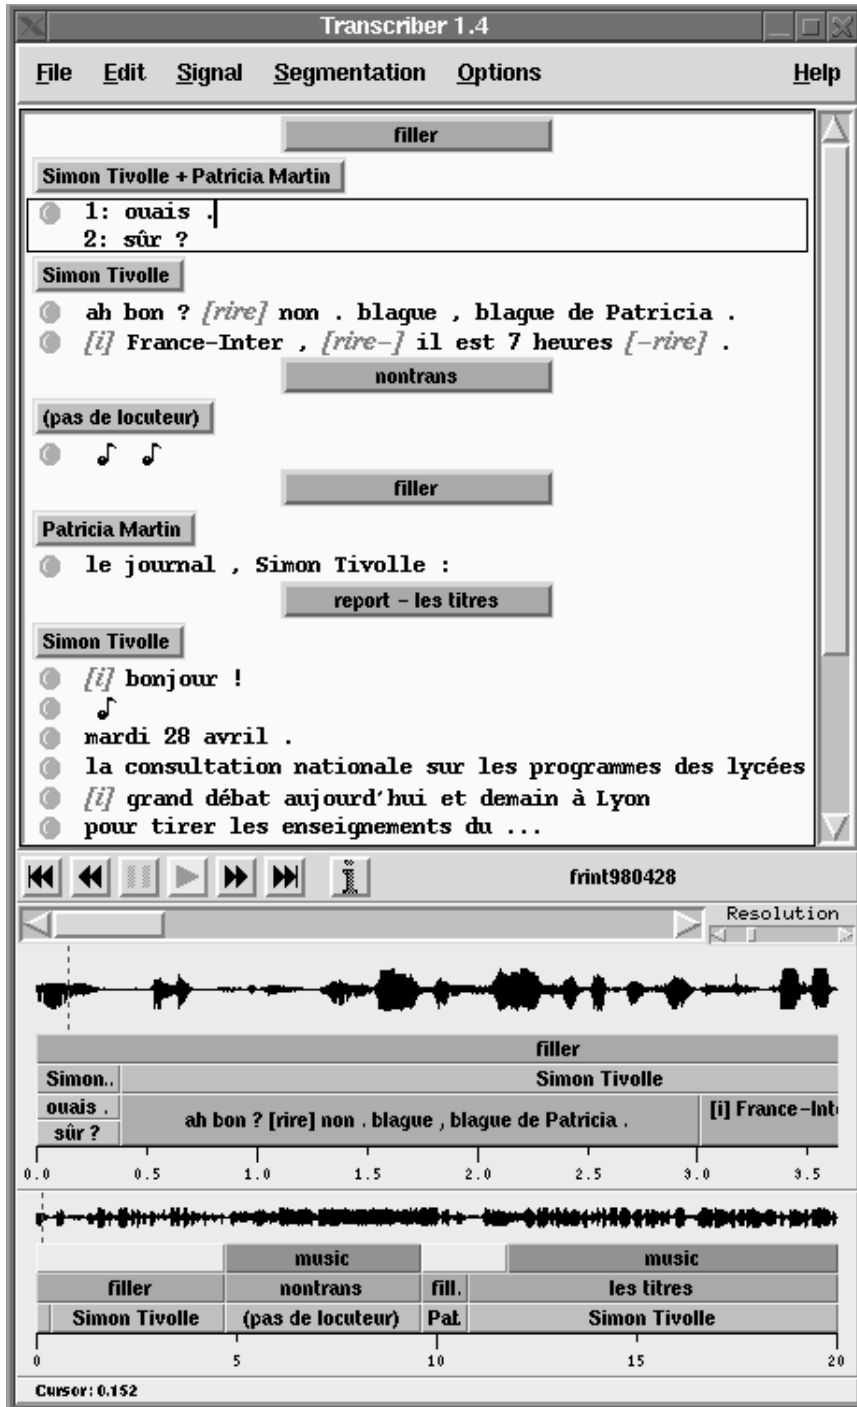 Transcriber 1.4
File Edit Signal Segmentation Options Help
filler
Simon Tivolle + Patricia Martin
1: ouais .
2: sûr ?
Simon Tivolle
ah bon ? [rire] non . blague , blague de Patricia .
[i] France-Inter , [rire-] il est 7 heures [-rire] .
nontrans
(pas de locuteur)
♪ ♪
filler
Patricia Martin
le journal , Simon Tivolle :
report - les titres
Simon Tivolle
[i] bonjour !
♪
mardi 28 avril .
la consultation nationale sur les programmes des lycées
[i] grand débat aujourd'hui et demain à Lyon
pour tirer les enseignements du ...
i frint980428
Resolution
filler
Simon.. Simon Tivolle
ouais .
sûr ?
ah bon ? [rire] non . blague , blague de Patricia .
[i] France-Int
0.0 0.5 1.0 1.5 2.0 2.5 3.0 3.5
music music
filler nontrans fill. les titres
Simon Tivolle (pas de locuteur) Pat. Simon Tivolle
0 5 10 15 20
Cursor: 0.152